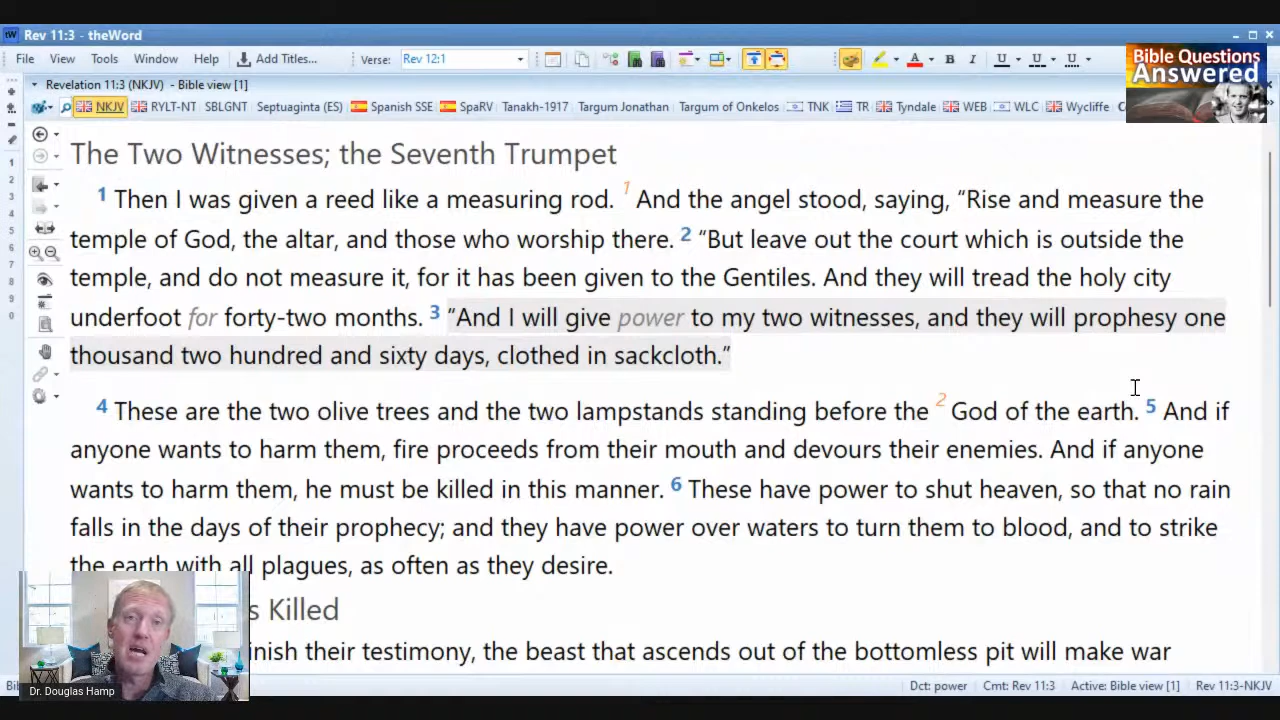 Rev 11:3 - theWord
File View Tools Window Help Add Titles... Verse: Rev 12:1
Bible Questions
Answered
Revelation 11:3 (NKJV) - Bible view [1]
NKJV RYLT-NT SBLGNT Septuaginta (ES) Spanish SSE SpaRV Tanakh-1917 Targum Jonathan Targum of Onkelos TNK TR Tyndale WEB WLC Wycliffe
The Two Witnesses; the Seventh Trumpet
1 Then I was given a reed like a measuring rod. 1 And the angel stood, saying, “Rise and measure the
temple of God, the altar, and those who worship there. 2 “But leave out the court which is outside the
temple, and do not measure it, for it has been given to the Gentiles. And they will tread the holy city
underfoot for forty-two months. 3 “And I will give power to my two witnesses, and they will prophesy one
thousand two hundred and sixty days, clothed in sackcloth.”
4 These are the two olive trees and the two lampstands standing before the 2 God of the earth. 5 And if
anyone wants to harm them, fire proceeds from their mouth and devours their enemies. And if anyone
wants to harm them, he must be killed in this manner. 6 These have power to shut heaven, so that no rain
falls in the days of their prophecy; and they have power over waters to turn them to blood, and to strike
the earth with all plagues, as often as they desire.
s Killed
inish their testimony, the beast that ascends out of the bottomless pit will make war
Dr. Douglas Hamp
Dct: power Cmt: Rev 11:3 Active: Bible view [1] Rev 11:3-NKJV